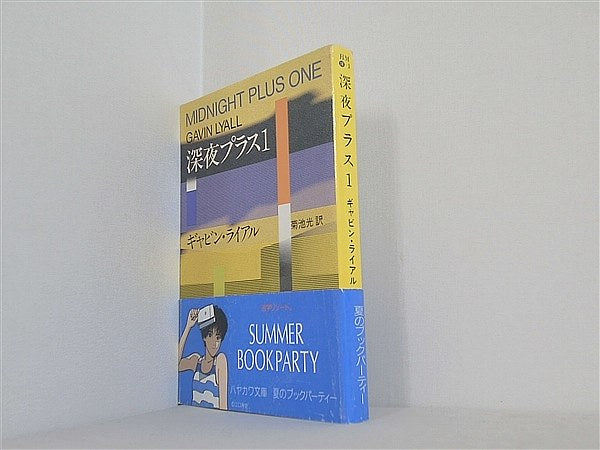 MIDNIGHT PLUS ONE
GAVIN LYALL
深夜プラス1
ギャビン・ライアル
菊池光 訳
SUMMER
BOOKPARTY
ハヤカワ文庫 夏のブックパーティー
HM
深夜プラス1
ギャビン・ライアル
夏のブックパーティー